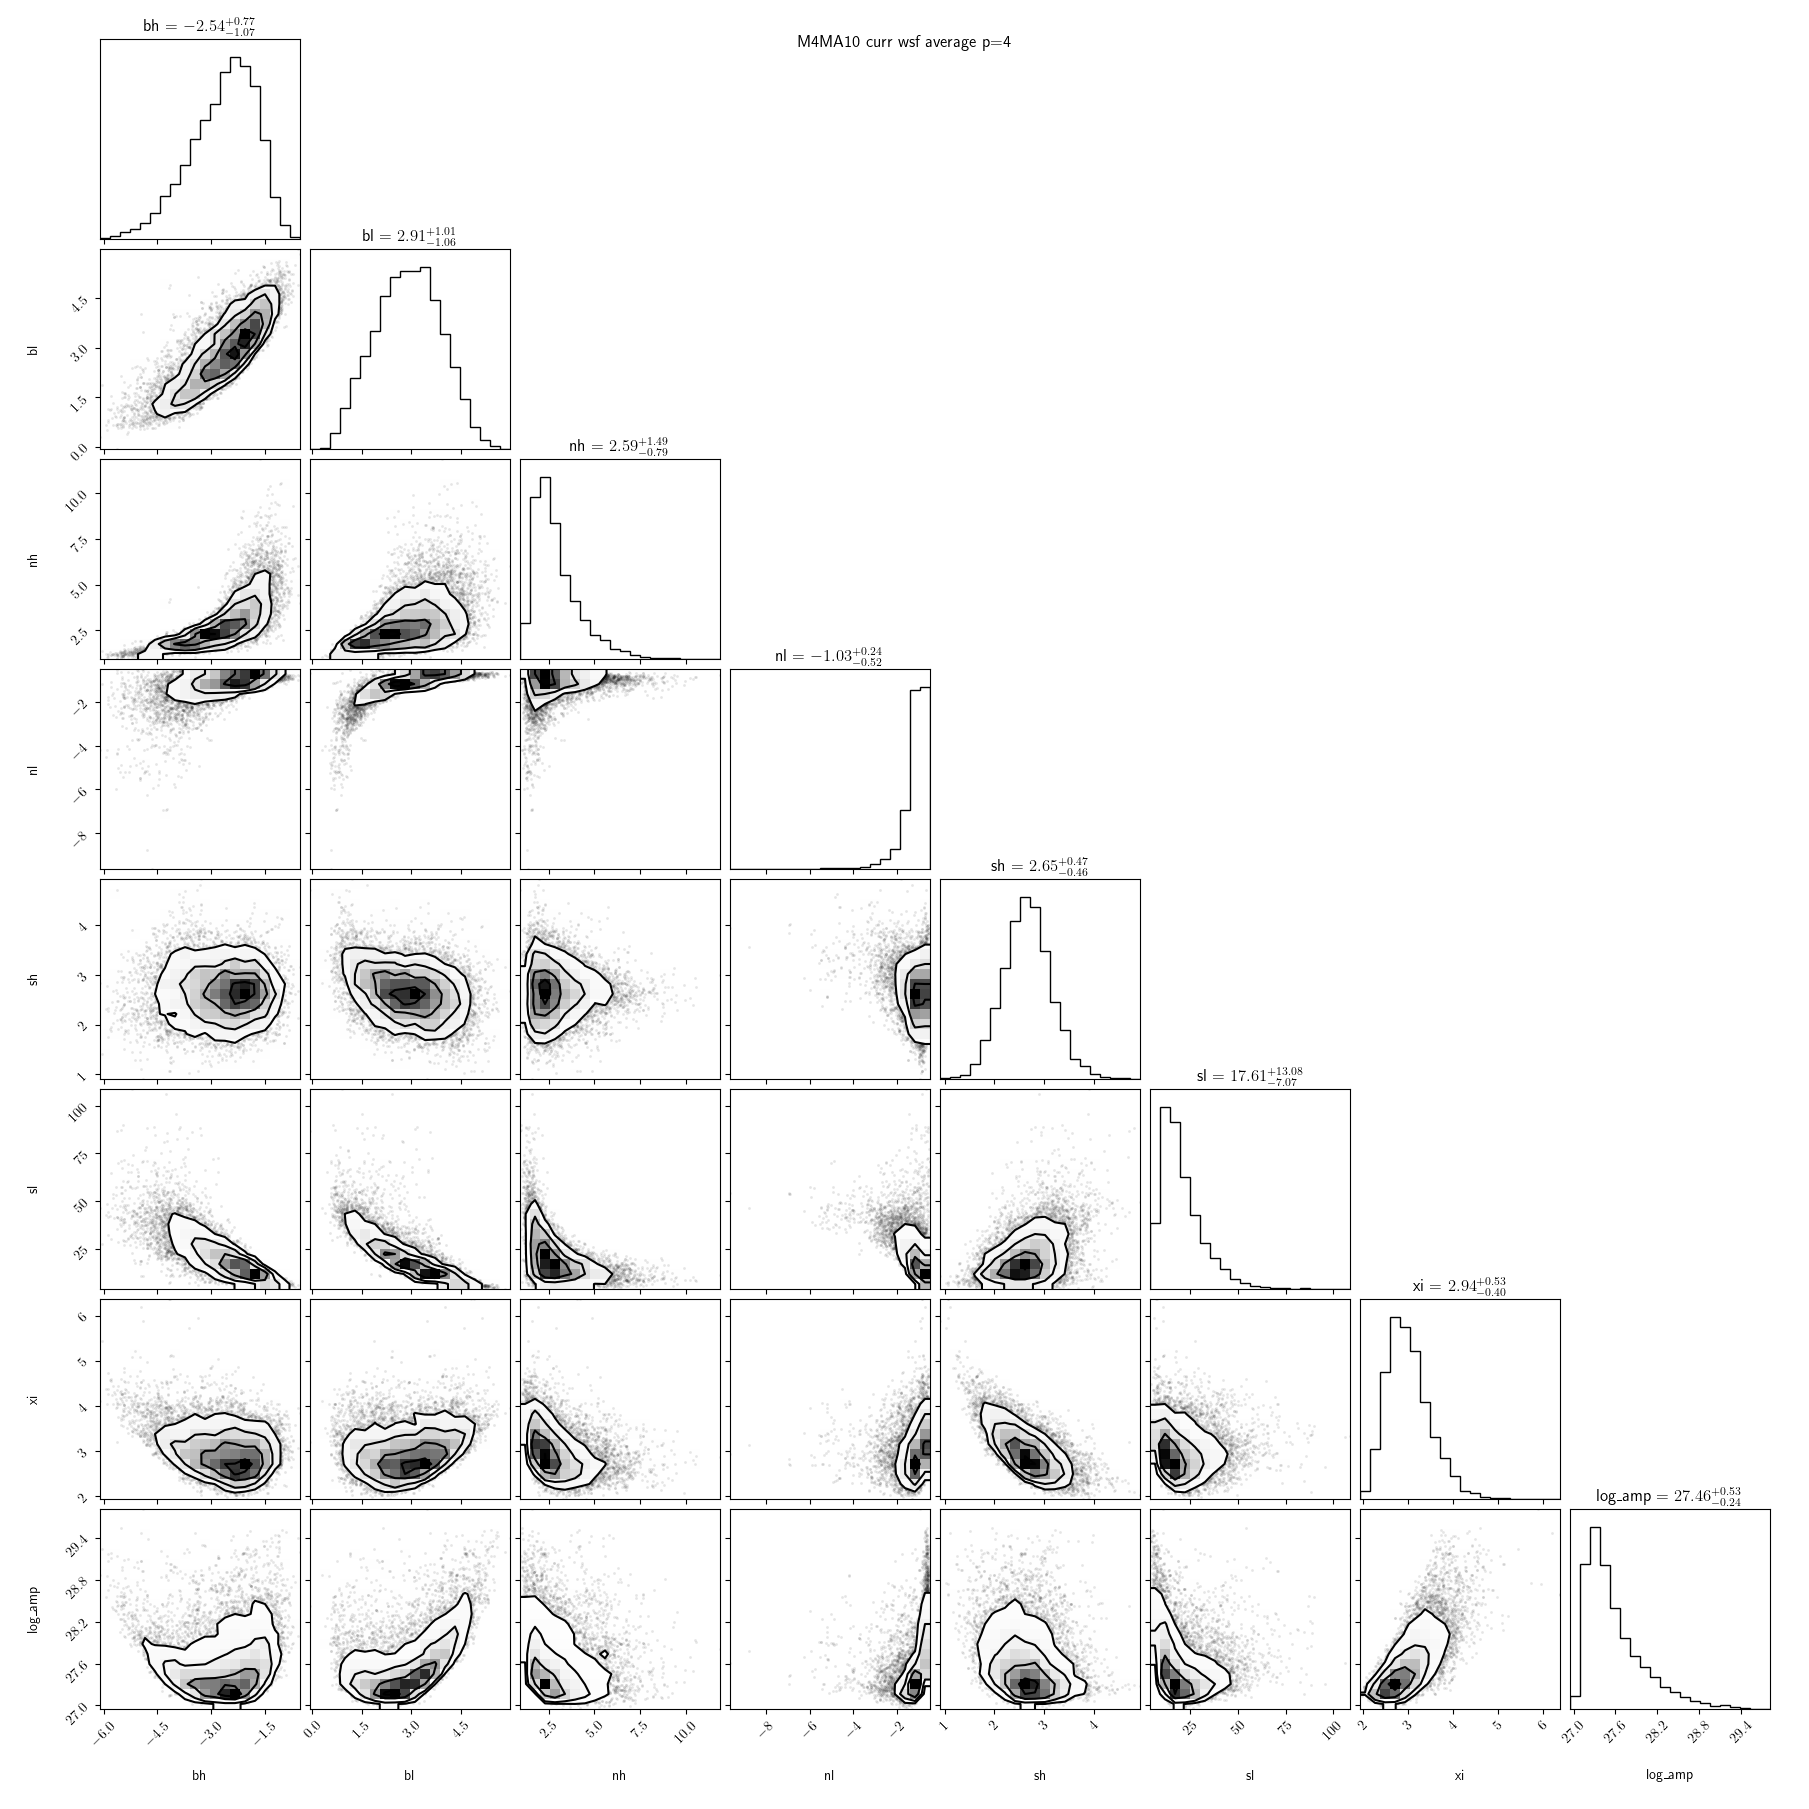 M4MA10 curr wsf average p=4
bh = −2.54+0.77−1.07
bl = 2.91+1.01−1.06
bl
4.5
3.0
1.5
0.0
nh = 2.59+1.49−0.79
nh
10.0
7.5
5.0
2.5
nl = −1.03+0.24−0.52
nl
−2
−4
−6
−8
sh = 2.65+0.47−0.46
sh
4
3
2
1
sl = 17.61+13.08−7.07
sl
100
75
50
25
xi = 2.94+0.53−0.40
xi
6
5
4
3
2
log_amp = 27.46+0.53−0.24
log_amp
29.4
28.8
28.2
27.6
27.0
−6.0 −4.5 −3.0 −1.5 0.0 1.5 3.0 4.5 2.5 5.0 7.5 10.0 −8 −6 −4 −2 1 2 3 4 25 50 75 100 2 3 4 5 6 27.0 27.6 28.2 28.8 29.4
bh bl nh nl sh sl xi log_amp